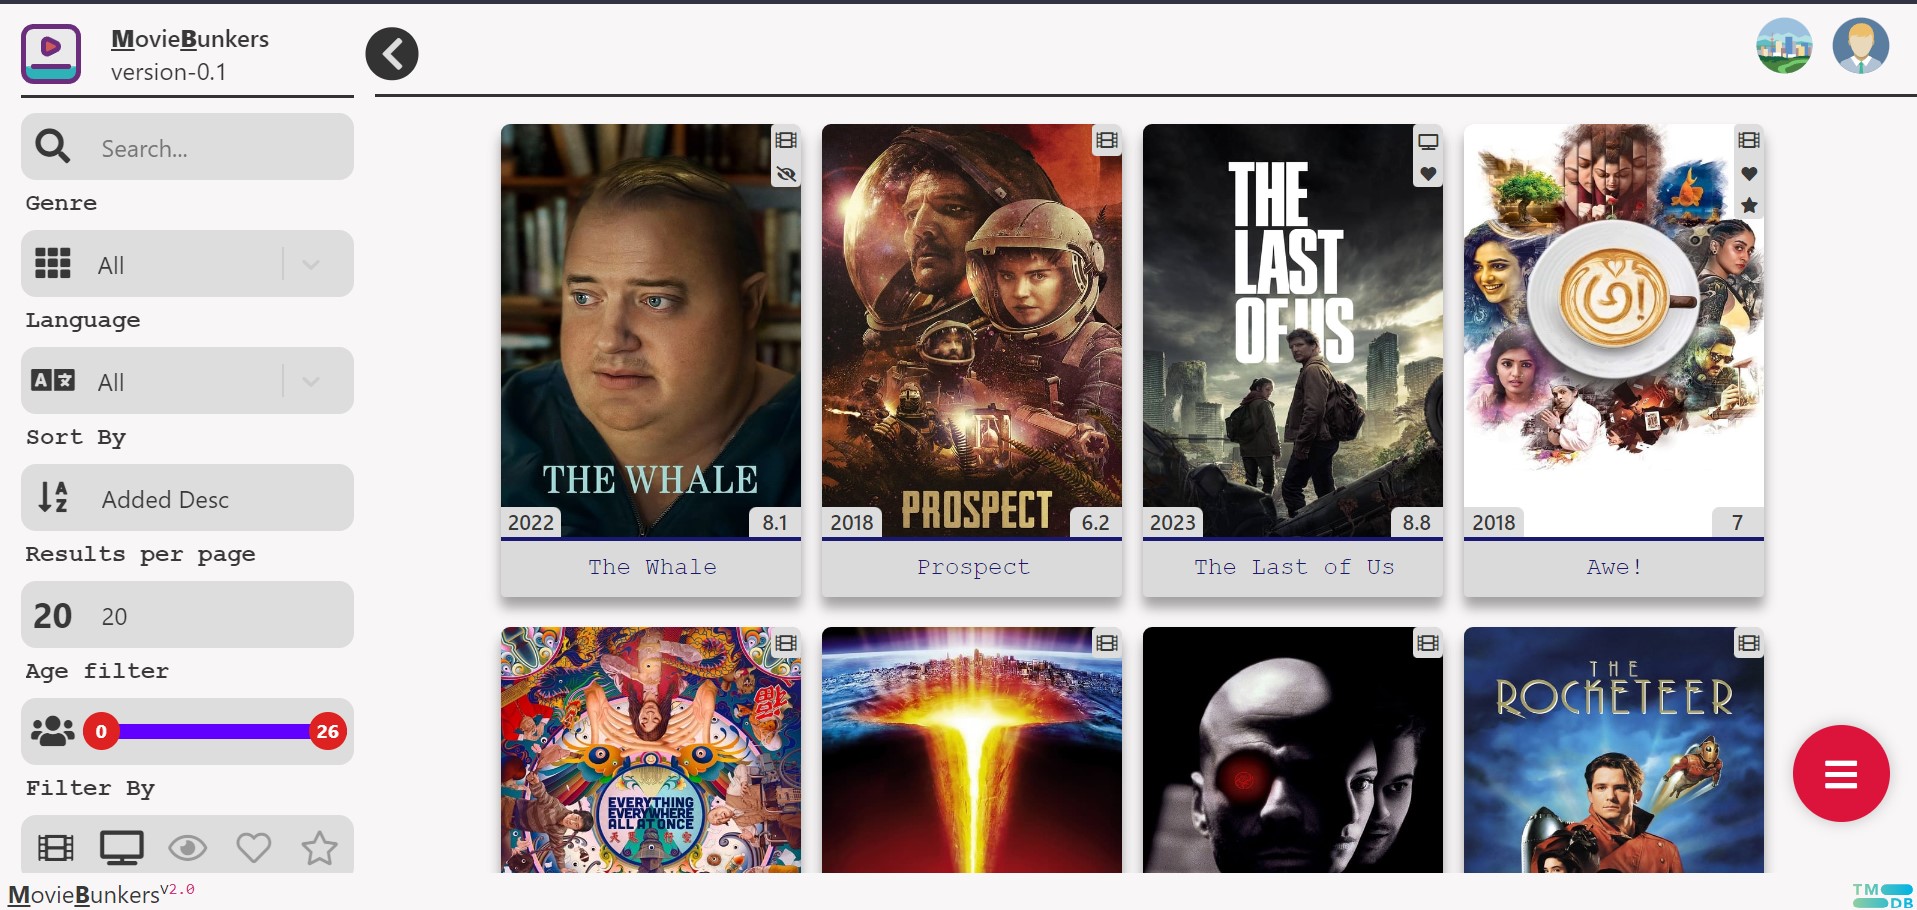 MovieBunkers
version-0.1
Search...
Genre
All
Language
All
Sort By
Added Desc
Results per page
20 20
Age filter
0 26
Filter By
THE WHALE
2022 8.1
The Whale
PROSPECT
2018 6.2
Prospect
THE
LAST
OF US
2023 8.8
The Last of Us
2018 7
Awe!
EVERYTHING
EVERYWHERE
ALL AT ONCE
THE
ROCKETEER
MovieBunkersV2.0
TM
DB